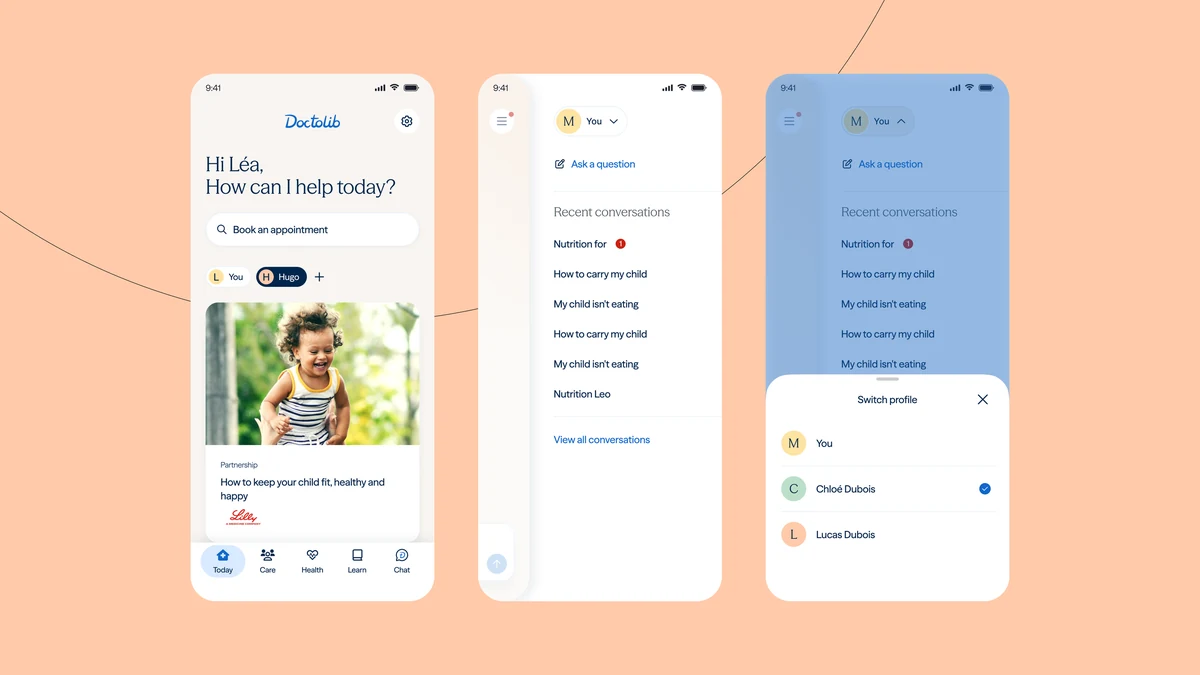 9:41
Doctolib
Hi Léa,
How can I help today?
Book an appointment
L You
H Hugo
Partnership
How to keep your child fit, healthy and
happy
Lilly
Today
Care
Health
Learn
Chat
9:41
M You
Ask a question
Recent conversations
Nutrition for 1
How to carry my child
My child isn't eating
How to carry my child
My child isn't eating
Nutrition Leo
View all conversations
9:41
M You
Ask a question
Recent conversations
Nutrition for 1
How to carry my child
My child isn't eating
How to carry my child
My child isn't eating
Switch profile
M You
C Chloé Dubois
L Lucas Dubois